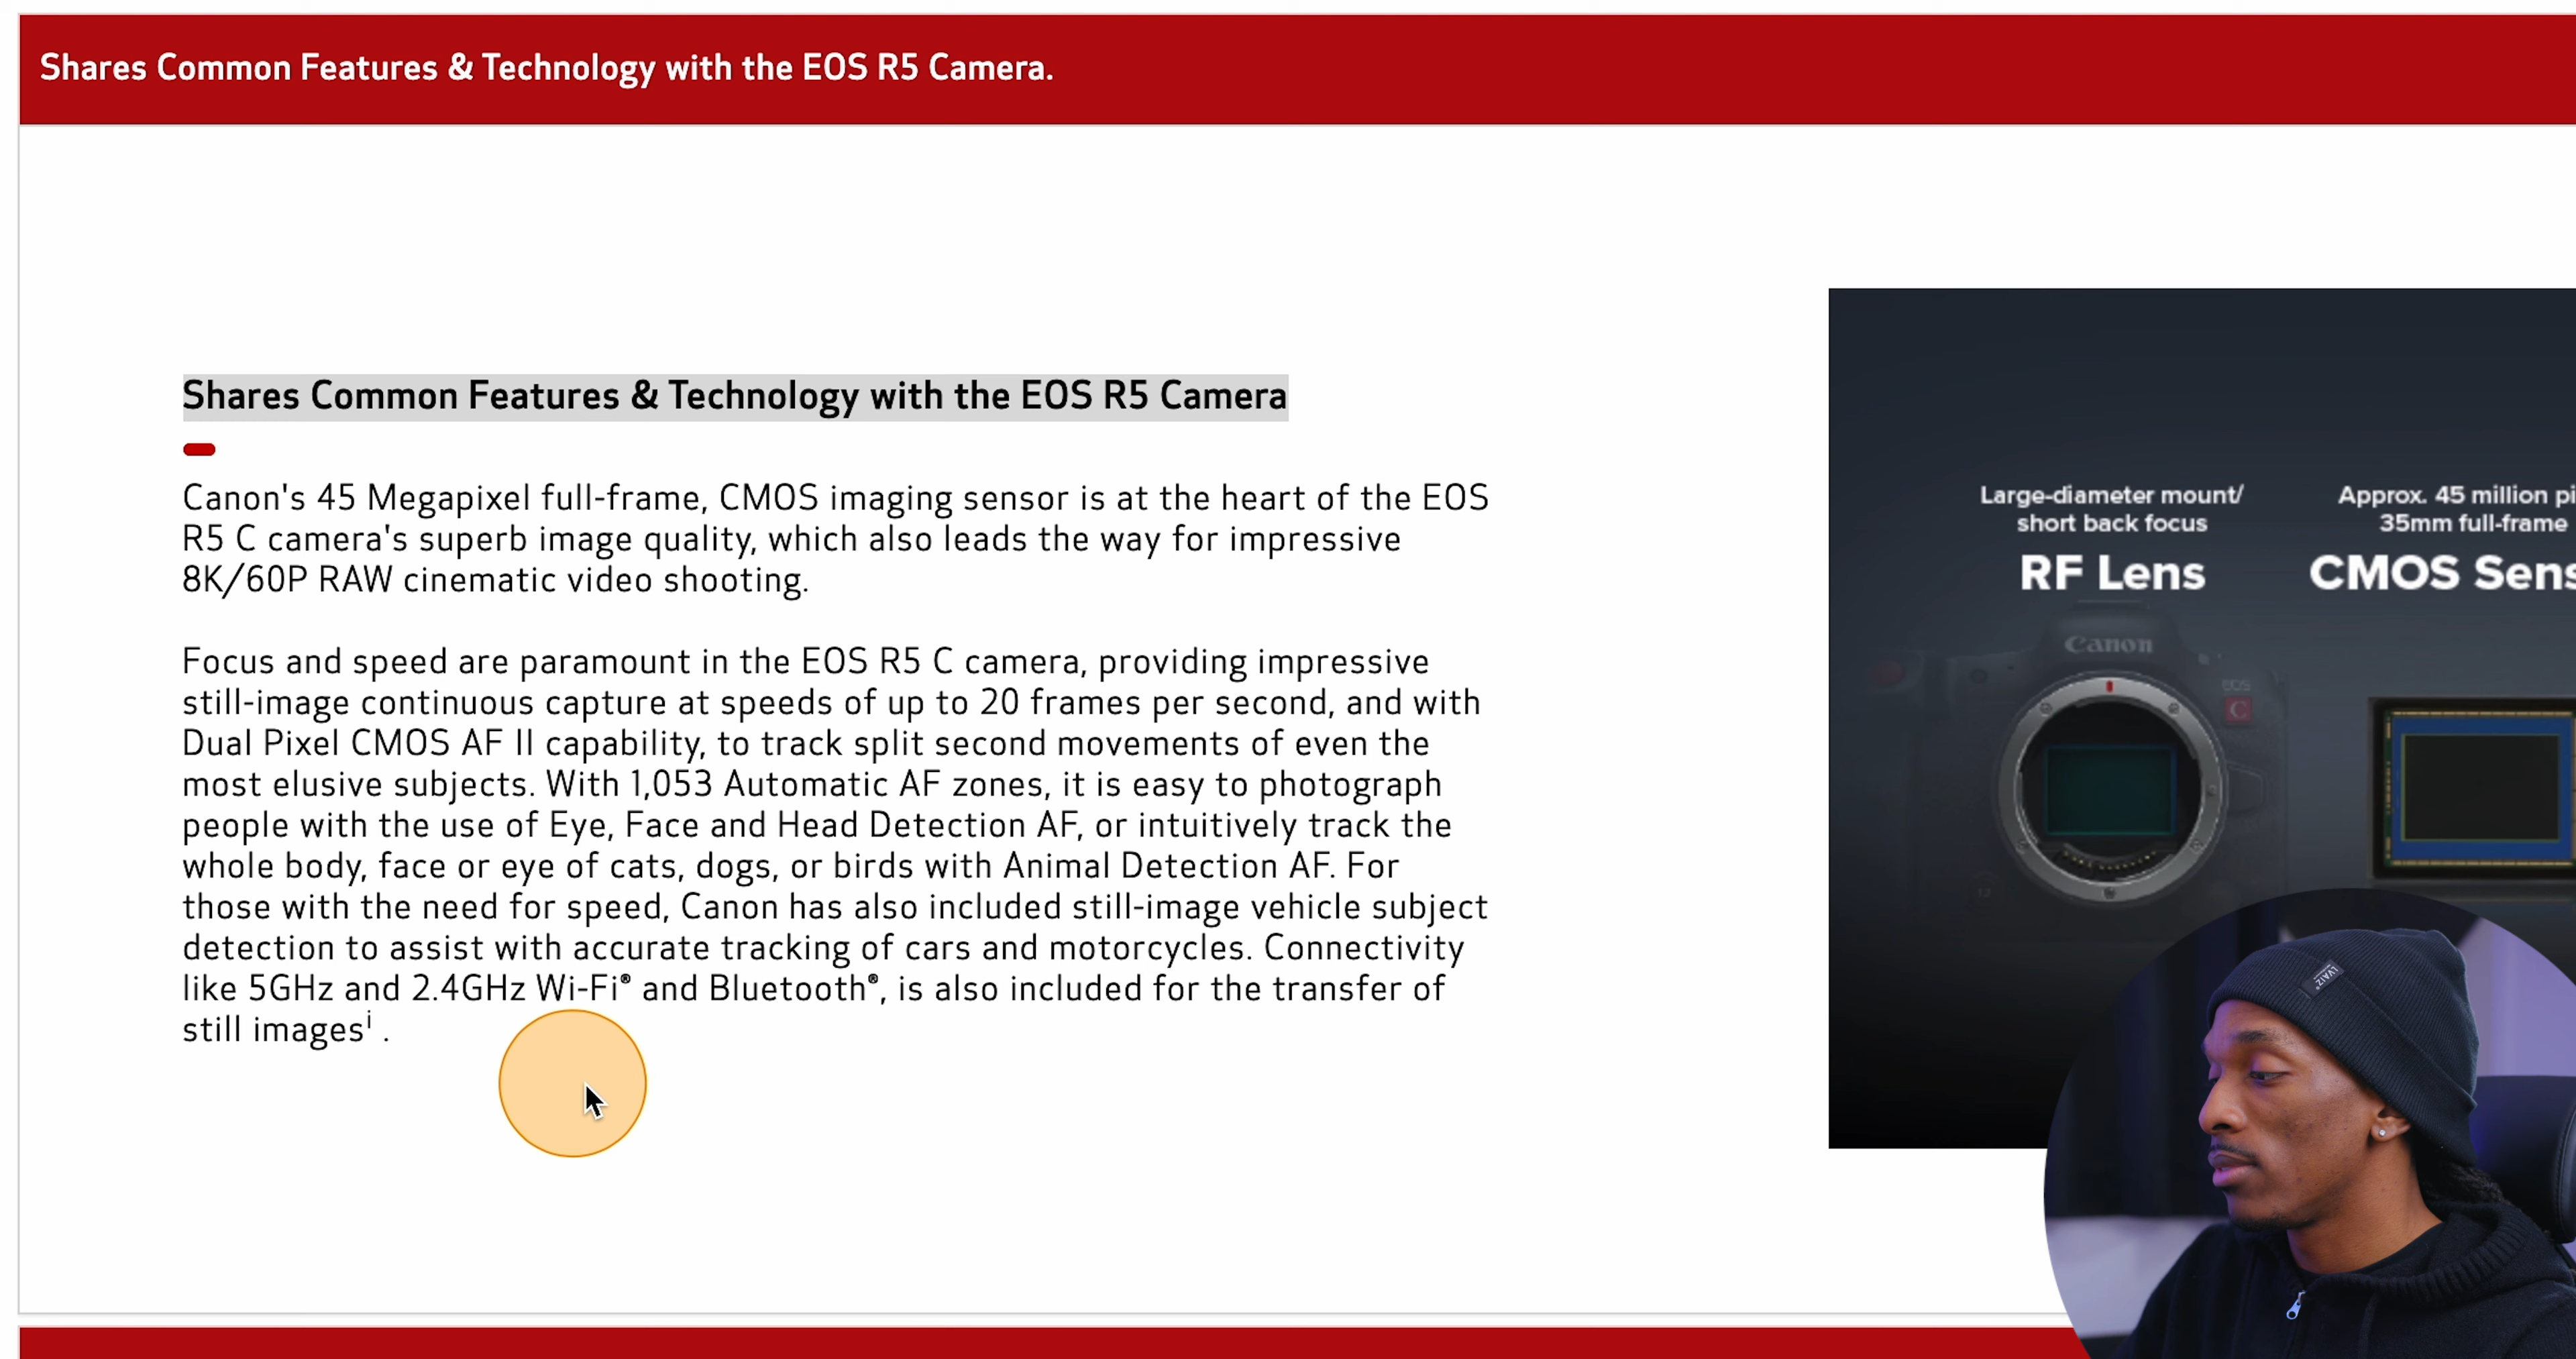 Shares Common Features & Technology with the EOS R5 Camera.
Shares Common Features & Technology with the EOS R5 Camera
Canon's 45 Megapixel full-frame, CMOS imaging sensor is at the heart of the EOS
R5 C camera's superb image quality, which also leads the way for impressive
8K/60P RAW cinematic video shooting.
Focus and speed are paramount in the EOS R5 C camera, providing impressive
still-image continuous capture at speeds of up to 20 frames per second, and with
Dual Pixel CMOS AF II capability, to track split second movements of even the
most elusive subjects. With 1,053 Automatic AF zones, it is easy to photograph
people with the use of Eye, Face and Head Detection AF, or intuitively track the
whole body, face or eye of cats, dogs, or birds with Animal Detection AF. For
those with the need for speed, Canon has also included still-image vehicle subject
detection to assist with accurate tracking of cars and motorcycles. Connectivity
like 5GHz and 2.4GHz Wi-Fi® and Bluetooth®, is also included for the transfer of
still imagesⁱ .
Large-diameter mount/
short back focus
RF Lens
Approx. 45 million pi
35mm full-frame
CMOS Sens
Canon
EOS
C